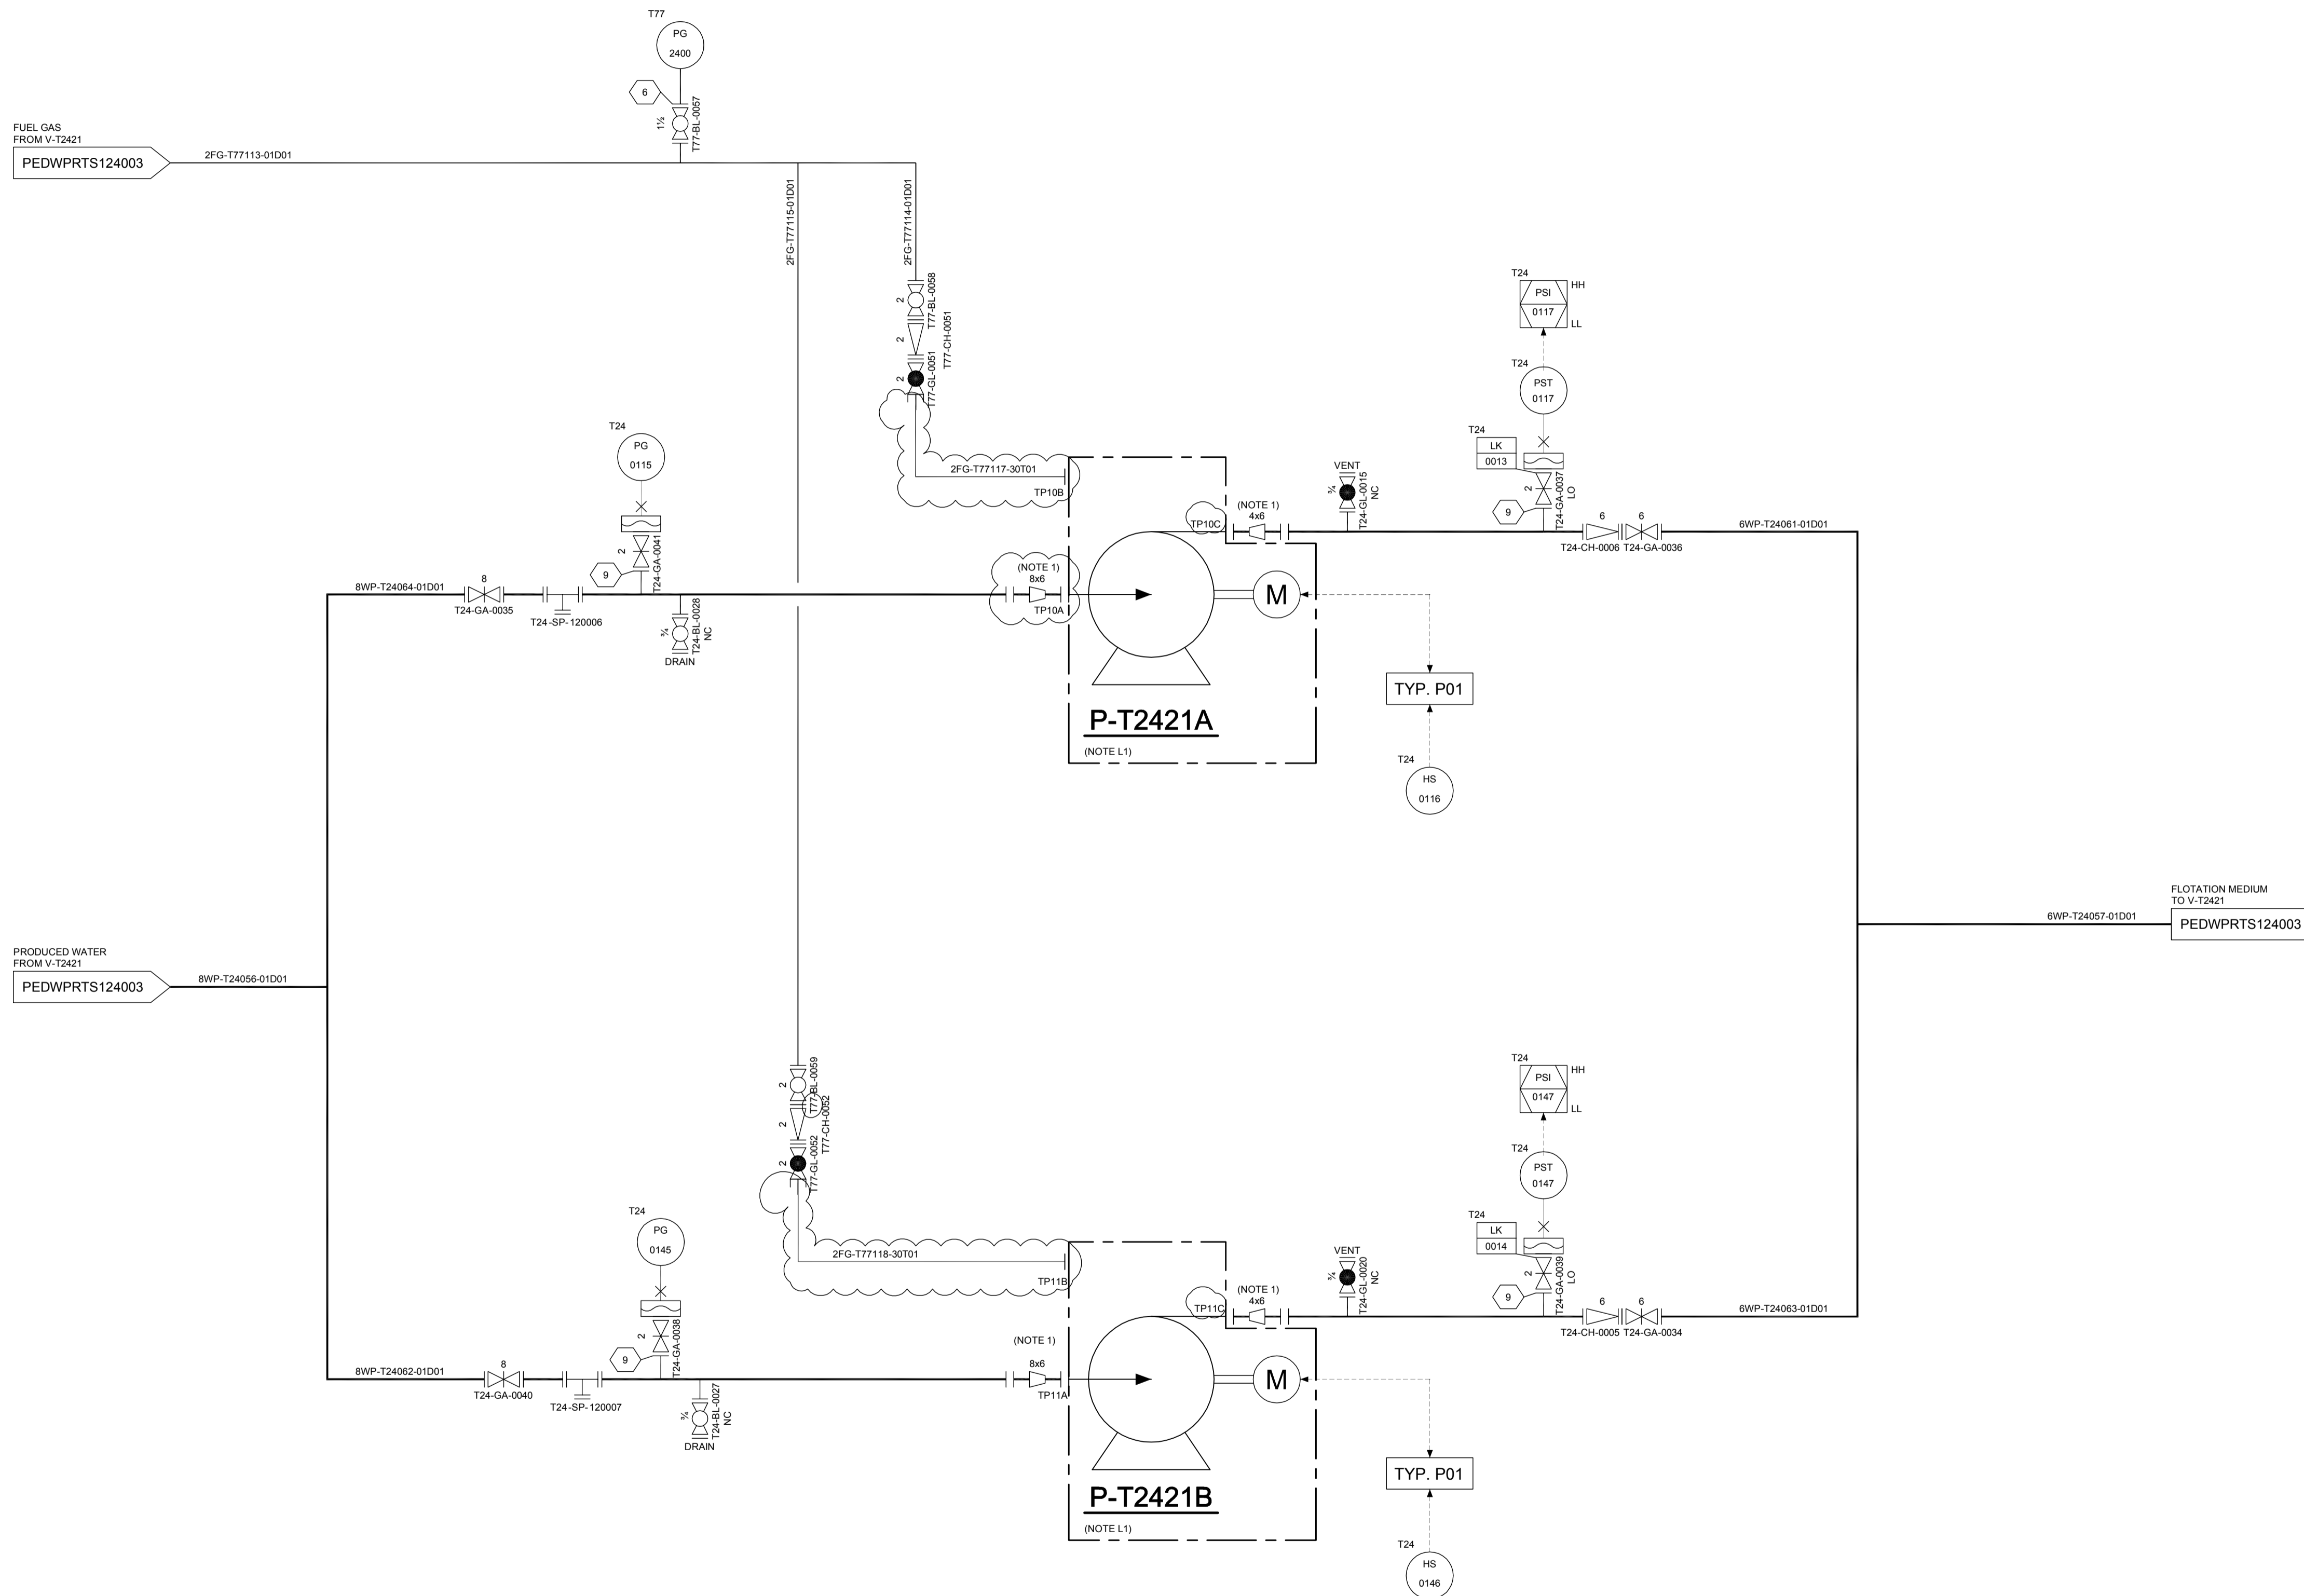 T77
PG
2400
6
1½
T77-BL-0057
FUEL GAS
FROM V-T2421
PEDWPRTS124003
2FG-T77113-01D01
2FG-T77115-01D01
2FG-T77114-01D01
2
T77-BL-0058
2
T77-CH-0051
2
T77-GL-0051
2FG-T77117-30T01
TP10B
T24
PG
0115
2
T24-GA-0041
9
8WP-T24064-01D01
8
T24-GA-0035
T24-SP-120006
¾
T24-BL-0028
NC
DRAIN
(NOTE 1)
8x6
TP10A
TP10C
(NOTE 1)
4x6
VENT
¾
T24-GL-0015
NC
T24
PSI
0117
HH
LL
T24
PST
0117
T24
LK
0013
2
T24-GA-0037
LO
9
6
6
T24-CH-0006
T24-GA-0036
6WP-T24061-01D01
M
TYP. P01
P-T2421A
(NOTE L1)
T24
HS
0116
FLOTATION MEDIUM
TO V-T2421
6WP-T24057-01D01
PEDWPRTS124003
PRODUCED WATER
FROM V-T2421
PEDWPRTS124003
8WP-T24056-01D01
2
T77-BL-0059
2
T77-CH-0052
2
T77-GL-0052
2FG-T77118-30T01
TP11B
T24
PG
0145
2
T24-GA-0038
9
8WP-T24062-01D01
8
T24-GA-0040
T24-SP-120007
¾
T24-BL-0027
NC
DRAIN
(NOTE 1)
8x6
TP11A
TP11C
(NOTE 1)
4x6
VENT
¾
T24-GL-0020
NC
T24
PSI
0147
HH
LL
T24
PST
0147
T24
LK
0014
2
T24-GA-0039
LO
9
6
6
T24-CH-0005
T24-GA-0034
6WP-T24063-01D01
M
TYP. P01
P-T2421B
(NOTE L1)
T24
HS
0146